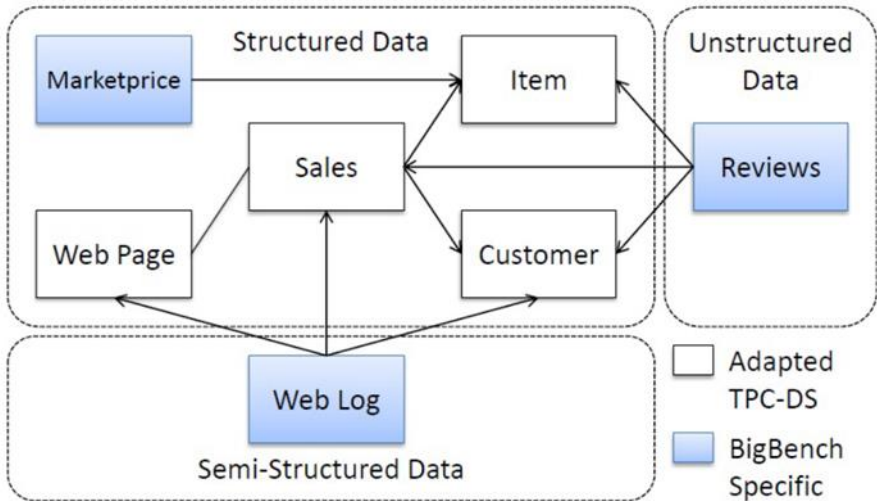 Structured Data
Unstructured
Data
Marketprice
Item
Sales
Reviews
Web Page
Customer
Web Log
Semi-Structured Data
Adapted
TPC-DS
BigBench
Specific